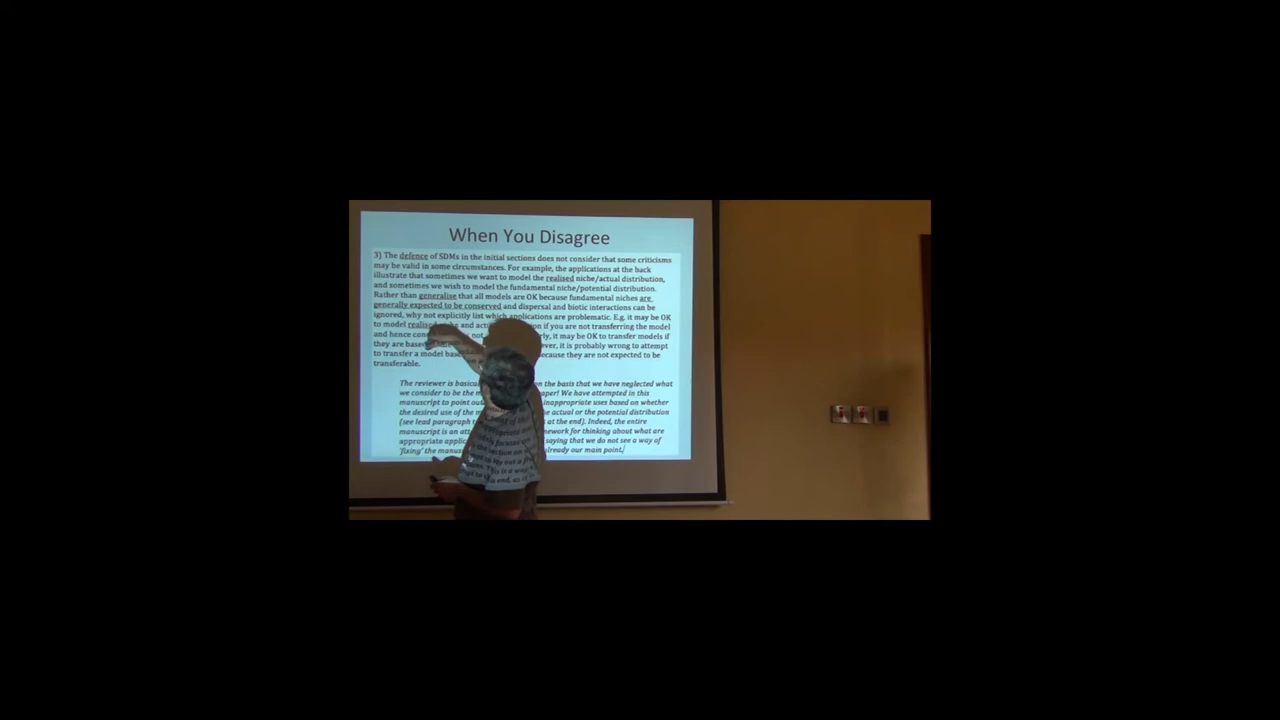 When You Disagree
3) The defence of SDMs in the initial sections does not consider that some criticisms
may be valid in some circumstances. For example, the applications at the back
illustrate that sometimes we want to model the realised niche/actual distribution,
and sometimes we wish to model the fundamental niche/potential distribution.
Rather than generalise that all models are OK because fundamental niches are
generally expected to be conserved and dispersal and biotic interactions can be
ignored, why not explicitly list which applications are problematic. E.g. it may be OK
to model realised and if you are not transferring the model
and hence it may be OK to transfer models if
they are based it is probably wrong to attempt
to transfer a model because they are not expected to be
transferable.
The reviewer is on the basis that we have neglected what
we consider to be the We have attempted in this
manuscript to point inappropriate uses based on whether
the desired use of the actual or the potential distribution
(see lead paragraph at the end). Indeed, the entire
manuscript is an for thinking about what are
appropriate saying that we do not see a way of
'fixing' the already our main point.